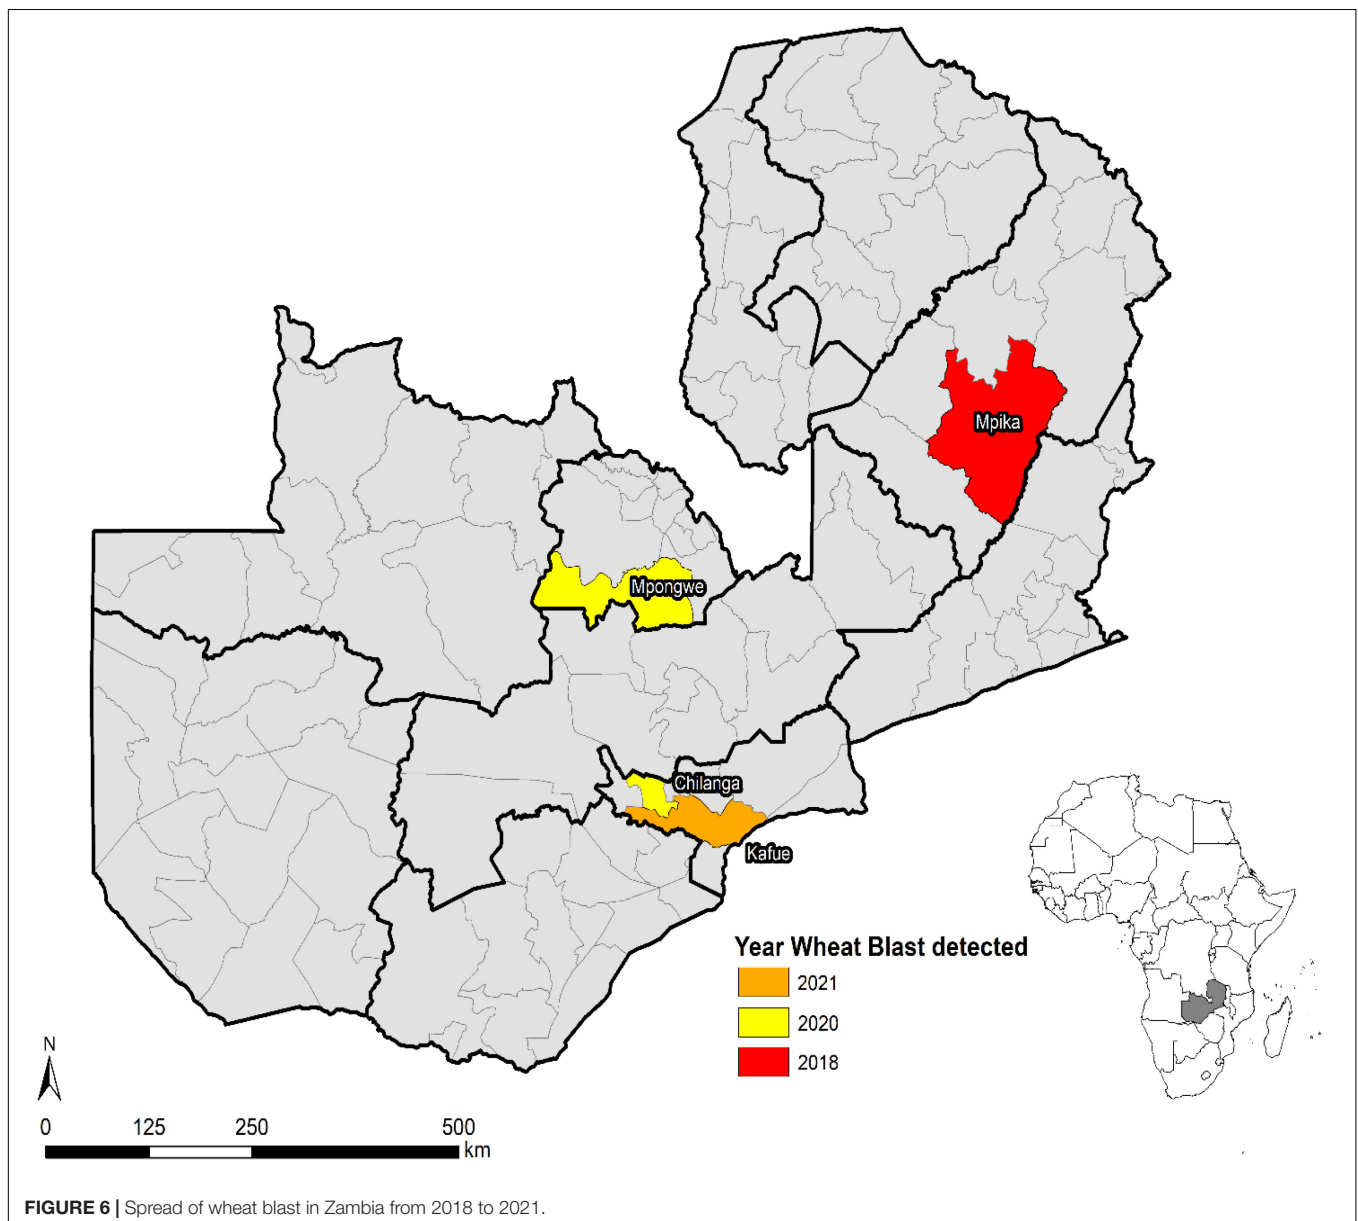 Mpika
Mpongwe
Chilanga
Kafue
Year Wheat Blast detected
2021
2020
2018
N
0 125 250 500
km
FIGURE 6 | Spread of wheat blast in Zambia from 2018 to 2021.